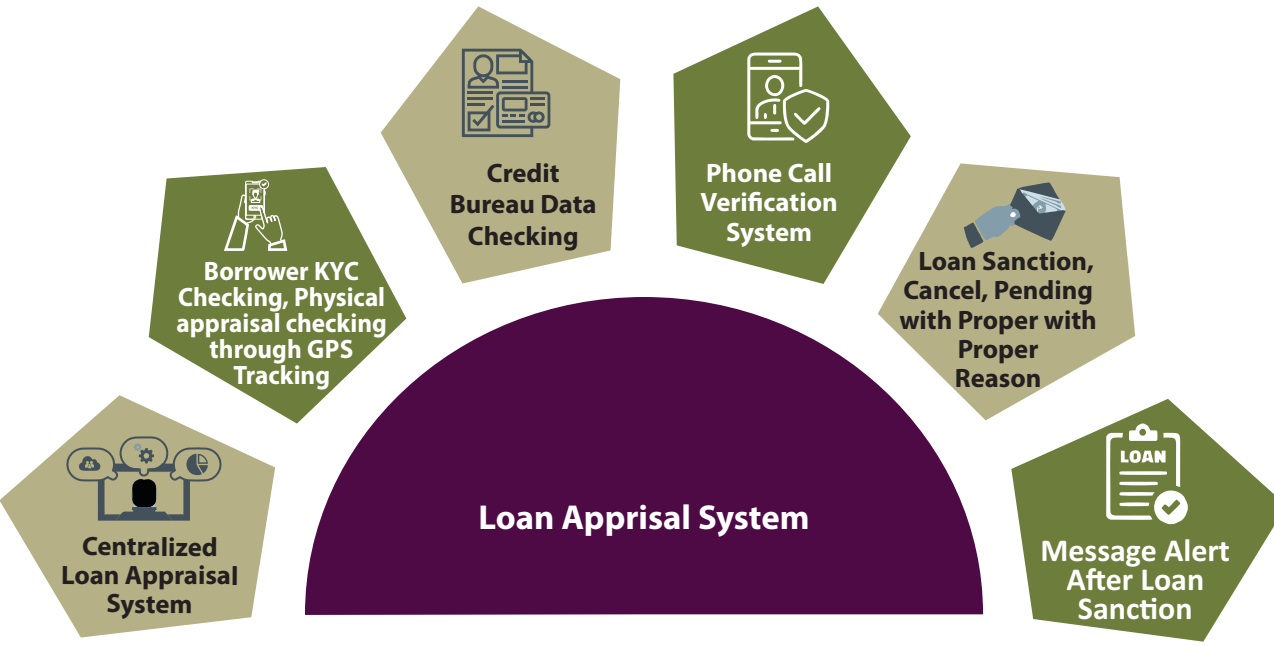 Credit
Bureau Data
Checking
Phone Call
Verification
System
Borrower KYC
Checking, Physical
appraisal checking
through GPS
Tracking
Loan Sanction,
Cancel, Pending
with Proper with
Proper
Reason
Centralized
Loan Appraisal
System
Loan Apprisal System
LOAN
Message Alert
After Loan
Sanction